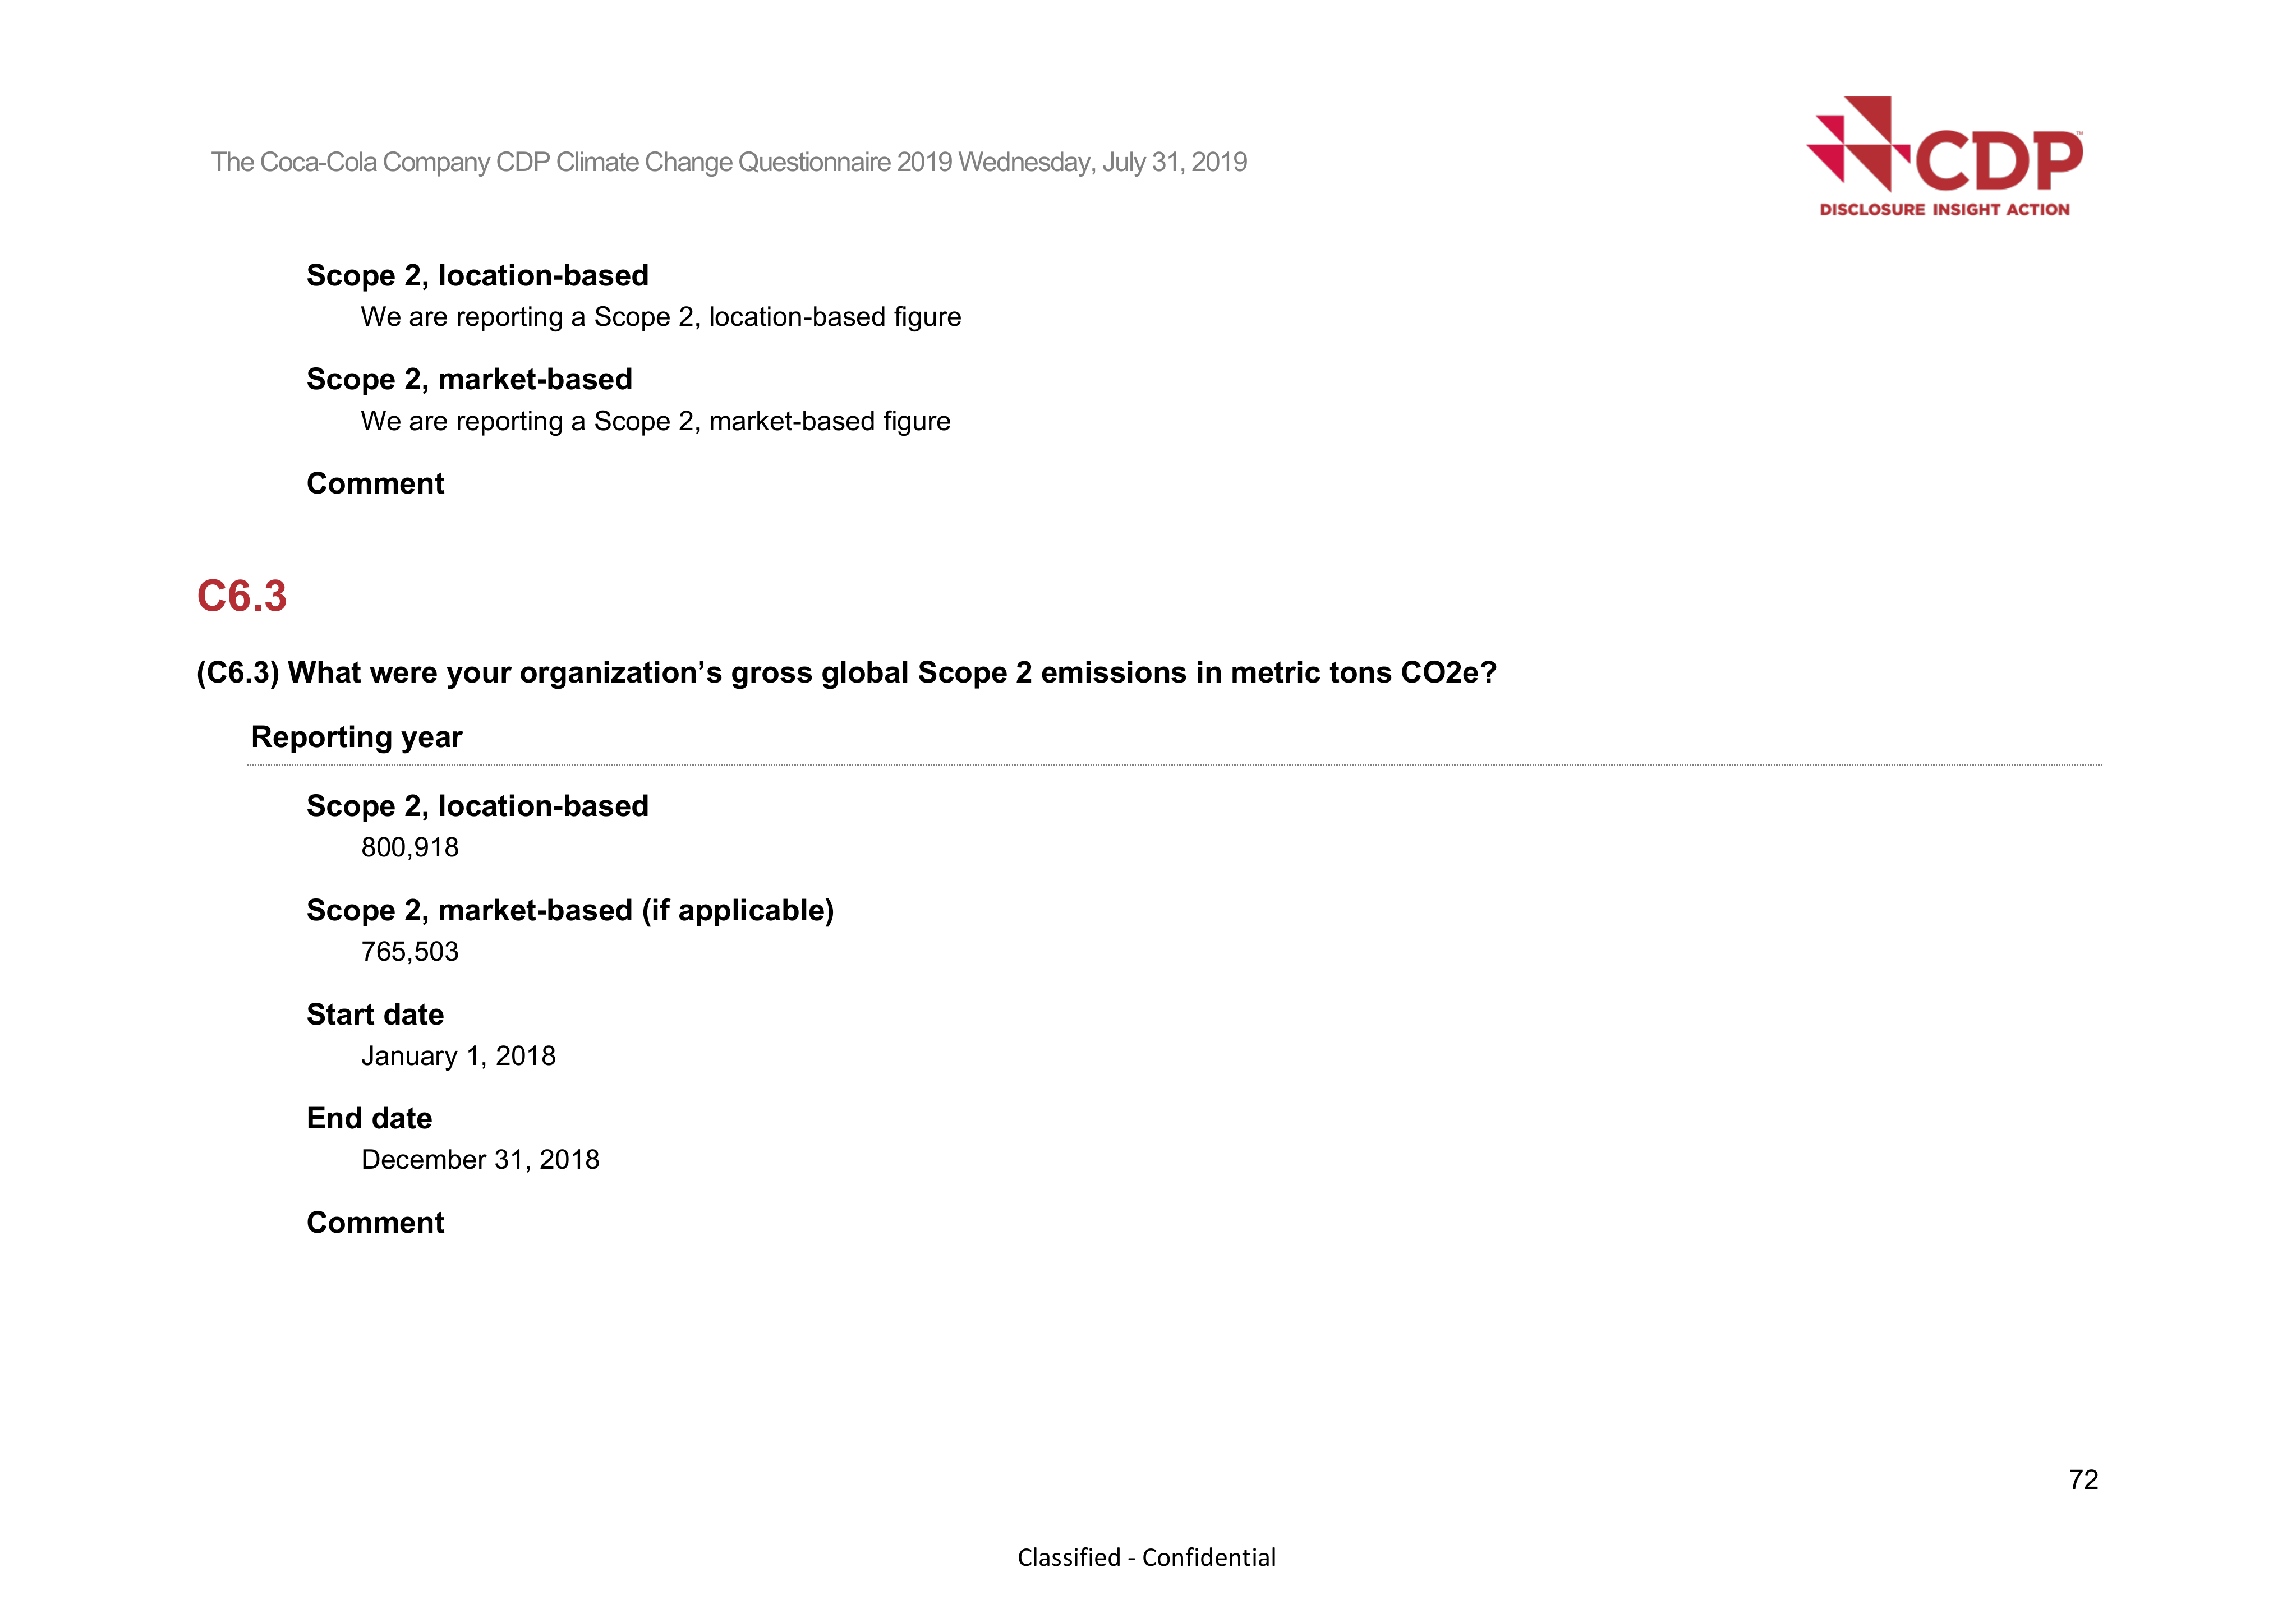 The Coca-Cola Company CDP Climate Change Questionnaire 2019 Wednesday, July 31, 2019
CDP™
DISCLOSURE INSIGHT ACTION
Scope 2, location-based
We are reporting a Scope 2, location-based figure
Scope 2, market-based
We are reporting a Scope 2, market-based figure
Comment
C6.3
(C6.3) What were your organization’s gross global Scope 2 emissions in metric tons CO2e?
Reporting year
Scope 2, location-based
800,918
Scope 2, market-based (if applicable)
765,503
Start date
January 1, 2018
End date
December 31, 2018
Comment
72
Classified - Confidential